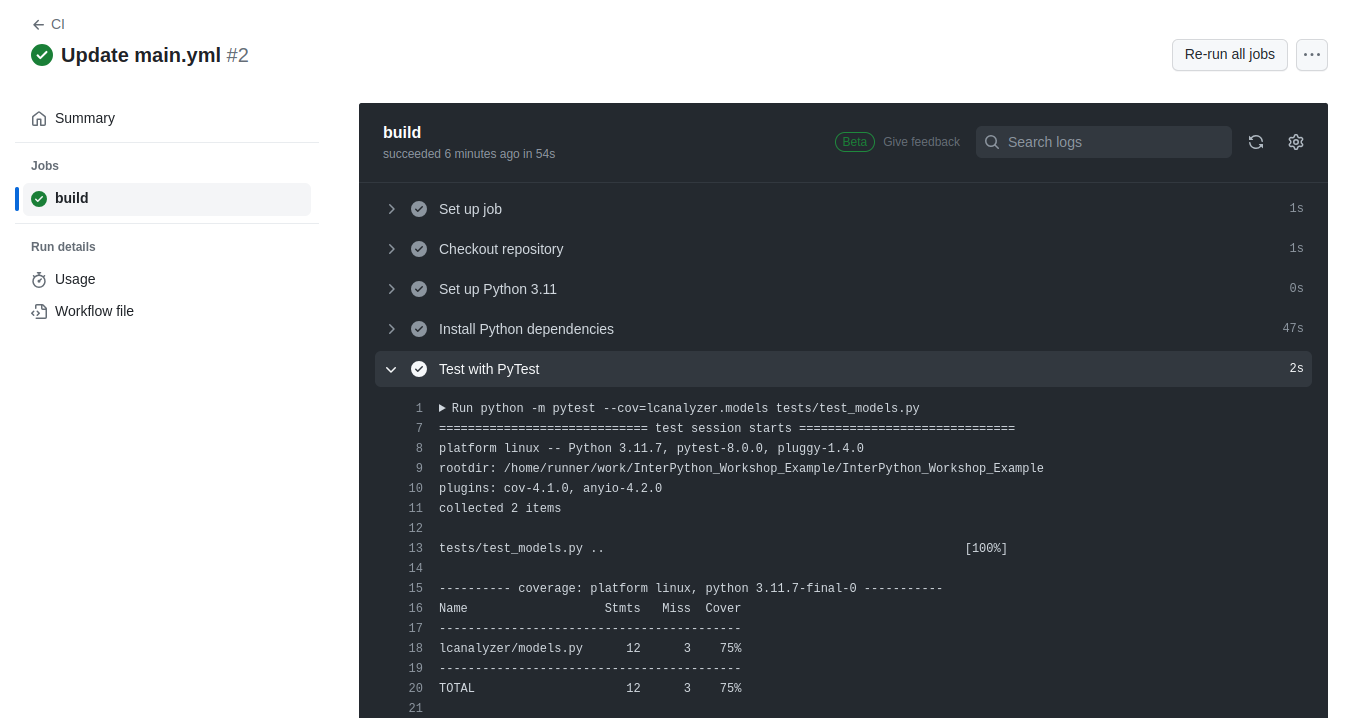 CI
Update main.yml #2
Re-run all jobs
Summary
Jobs
build
Run details
Usage
Workflow file
build
succeeded 6 minutes ago in 54s
Beta Give feedback
Search logs
Set up job 1s
Checkout repository 1s
Set up Python 3.11 0s
Install Python dependencies 47s
Test with PyTest 2s
1 Run python -m pytest --cov=lcanalyzer.models tests/test_models.py
7 ============================= test session starts ==============================
8 platform linux -- Python 3.11.7, pytest-8.0.0, pluggy-1.4.0
9 rootdir: /home/runner/work/InterPython_Workshop_Example/InterPython_Workshop_Example
10 plugins: cov-4.1.0, anyio-4.2.0
11 collected 2 items
12
13 tests/test_models.py .. [100%]
14
15 ---------- coverage: platform linux, python 3.11.7-final-0 -----------
16 Name Stmts Miss Cover
17 ------------------------------------------
18 lcanalyzer/models.py 12 3 75%
19 ------------------------------------------
20 TOTAL 12 3 75%
21